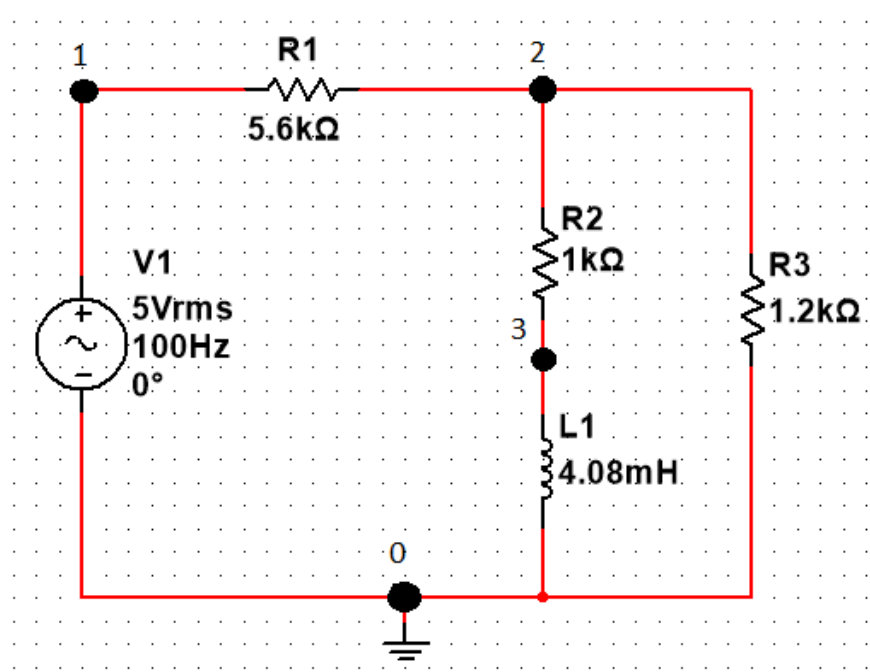 1
R1
5.6kΩ
2
V1
5Vrms
100Hz
0°
R2
1kΩ
R3
1.2kΩ
3
L1
4.08mH
0